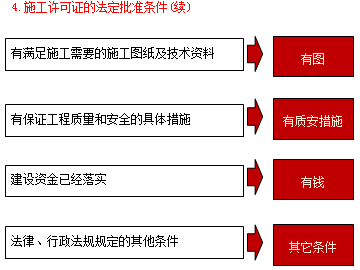 4.施工许可证的法定批准条件(续)
有满足施工需要的施工图纸及技术资料
有图
有保证工程质量和安全的具体措施
有质安措施
建设资金已经落实
有钱
法律、行政法规规定的其他条件
其它条件